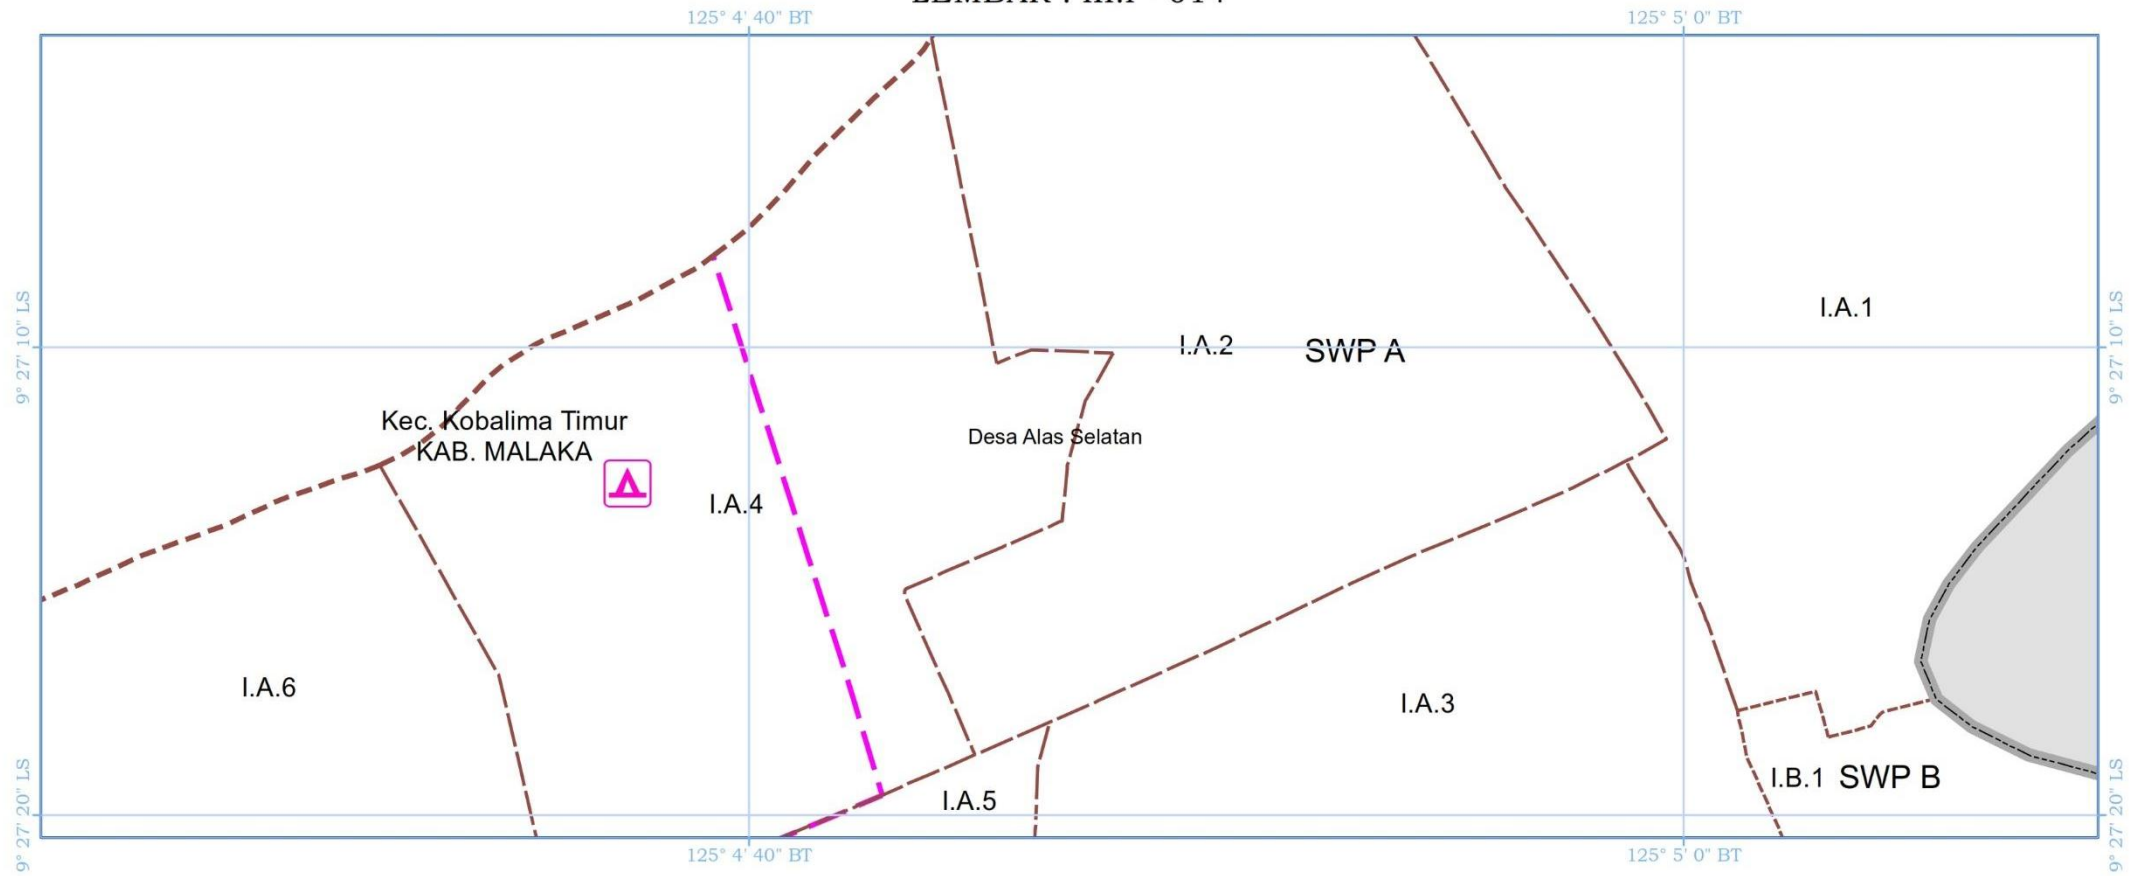 125° 4' 40" BT
125° 5' 0" BT
9° 27' 10" LS
9° 27' 10" LS
I.A.1
I.A.2
SWP A
Kec. Kobalima Timur
KAB. MALAKA
Desa Alas Selatan
I.A.4
I.A.6
I.A.3
I.B.1 SWP B
I.A.5
9° 27' 20" LS
9° 27' 20" LS
125° 4' 40" BT
125° 5' 0" BT